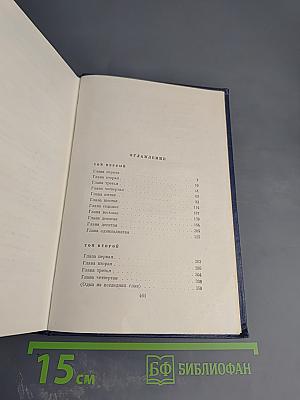 ОГЛАВЛЕНИЕ
ТОМ ПЕРВЫЙ
Глава первая
Глава вторая
Глава третья
Глава четвертая
Глава пятая
Глава шестая
Глава седьмая
Глава восьмая
Глава девятая
Глава десятая
Глава одиннадцатая
ТОМ ВТОРОЙ
Глава первая
Глава вторая
Глава третья
Глава четвертая
(Одна из последних глав)
401
15 СМ
БФ БИБЛИОФАН